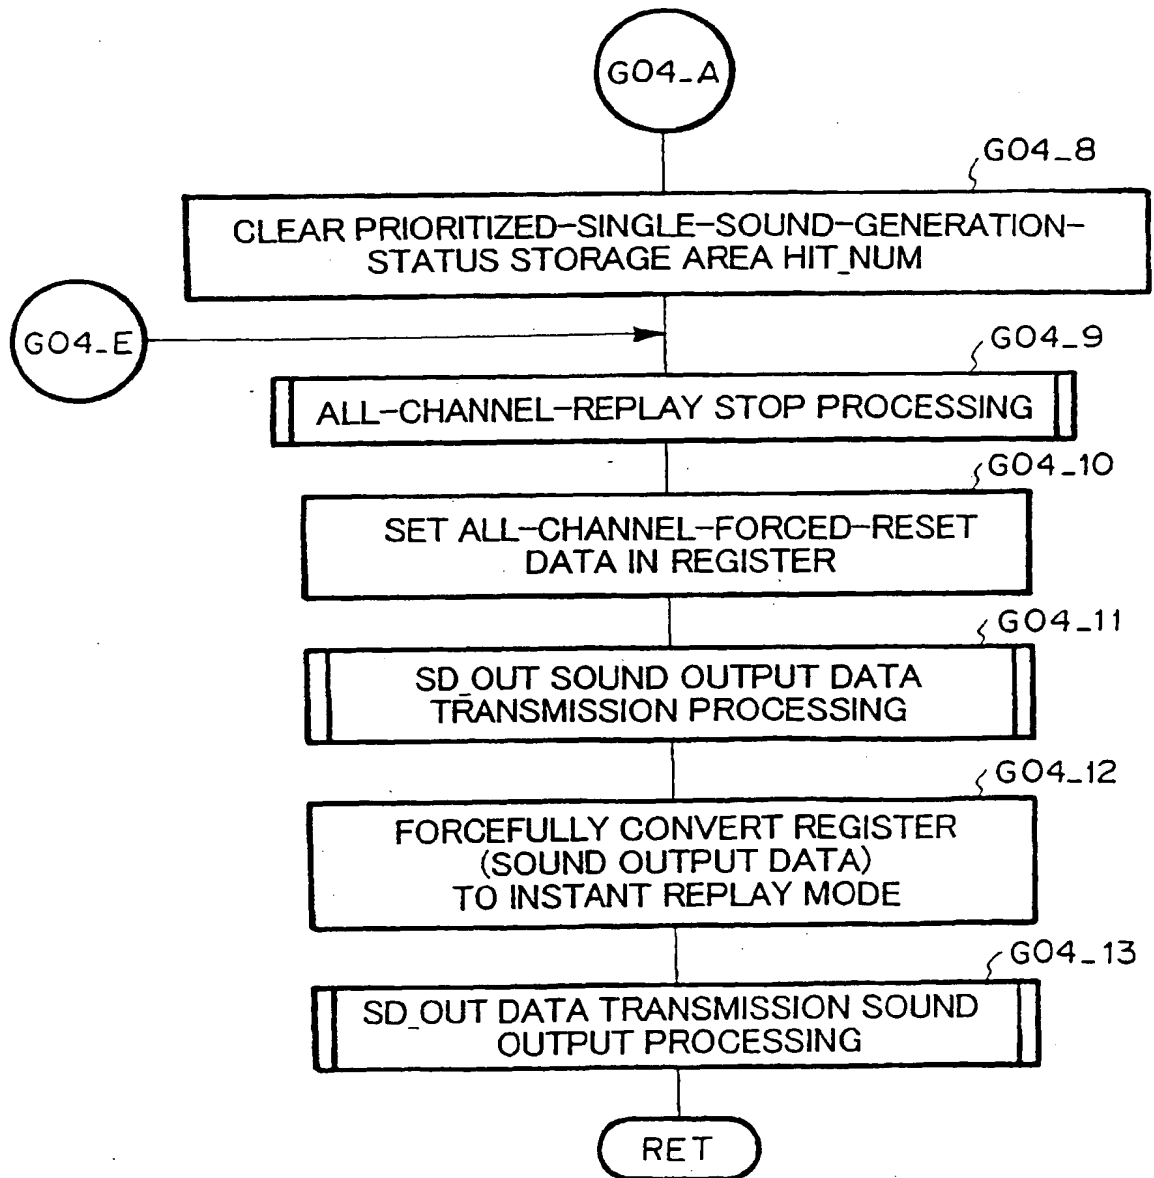 G04_A
G04_8
CLEAR PRIORITIZED-SINGLE-SOUND-GENERATION-
STATUS STORAGE AREA HIT_NUM
G04_E
G04_9
ALL-CHANNEL-REPLAY STOP PROCESSING
G04_10
SET ALL-CHANNEL-FORCED-RESET
DATA IN REGISTER
G04_11
SD_OUT SOUND OUTPUT DATA
TRANSMISSION PROCESSING
G04_12
FORCEFULLY CONVERT REGISTER
(SOUND OUTPUT DATA)
TO INSTANT REPLAY MODE
G04_13
SD_OUT DATA TRANSMISSION SOUND
OUTPUT PROCESSING
RET